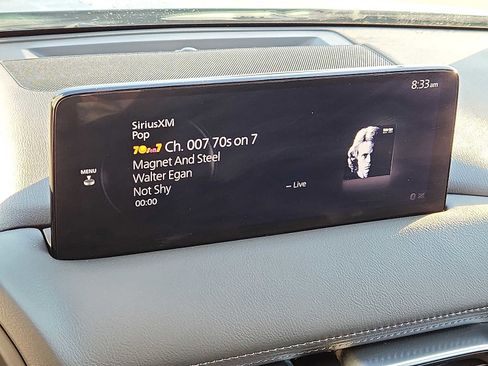 8:33am
SiriusXM
Pop
70s on 7 Ch. 007 70s on 7
MENU
Magnet And Steel
Walter Egan
Not Shy
Live
00:00